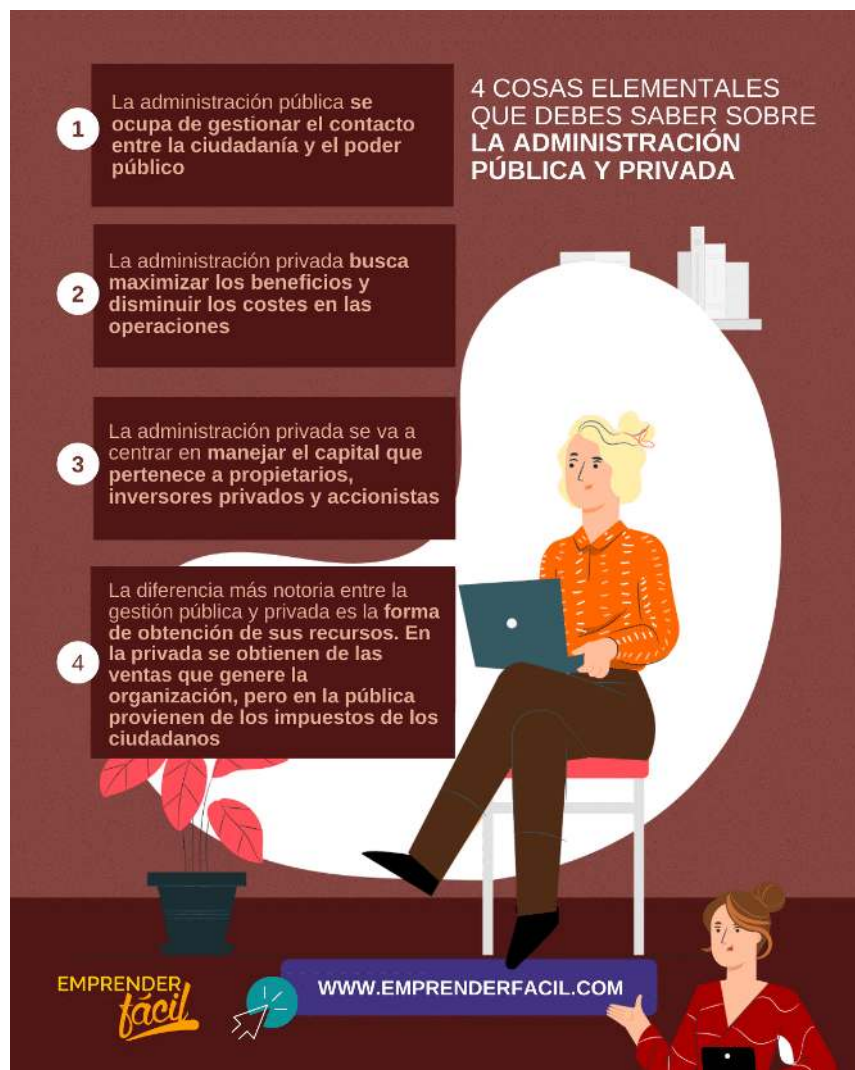 4 COSAS ELEMENTALES
QUE DEBES SABER SOBRE
LA ADMINISTRACIÓN
PÚBLICA Y PRIVADA
1
La administración pública se
ocupa de gestionar el contacto
entre la ciudadanía y el poder
público
2
La administración privada busca
maximizar los beneficios y
disminuir los costes en las
operaciones
3
La administración privada se va a
centrar en manejar el capital que
pertenece a propietarios,
inversores privados y accionistas
4
La diferencia más notoria entre la
gestión pública y privada es la forma
de obtención de sus recursos. En
la privada se obtienen de las
ventas que genere la
organización, pero en la pública
provienen de los impuestos de los
ciudadanos
EMPRENDER
fácil
WWW.EMPRENDERFACIL.COM